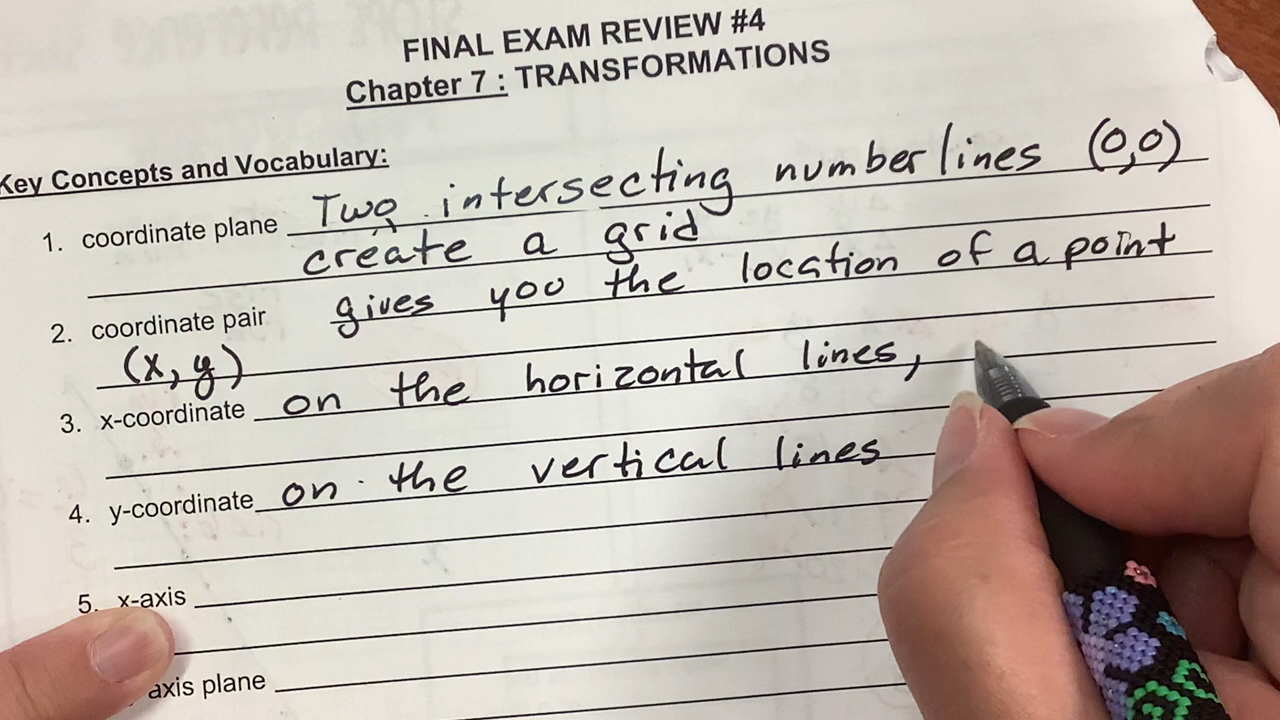 FINAL EXAM REVIEW #4
Chapter 7 : TRANSFORMATIONS
Key Concepts and Vocabulary:
1. coordinate plane Two intersecting number lines (0,0)
create a grid
2. coordinate pair gives you the location of a point
(x, y)
3. x-coordinate on the horizontal lines,
4. y-coordinate on the vertical lines
5. x-axis
axis plane